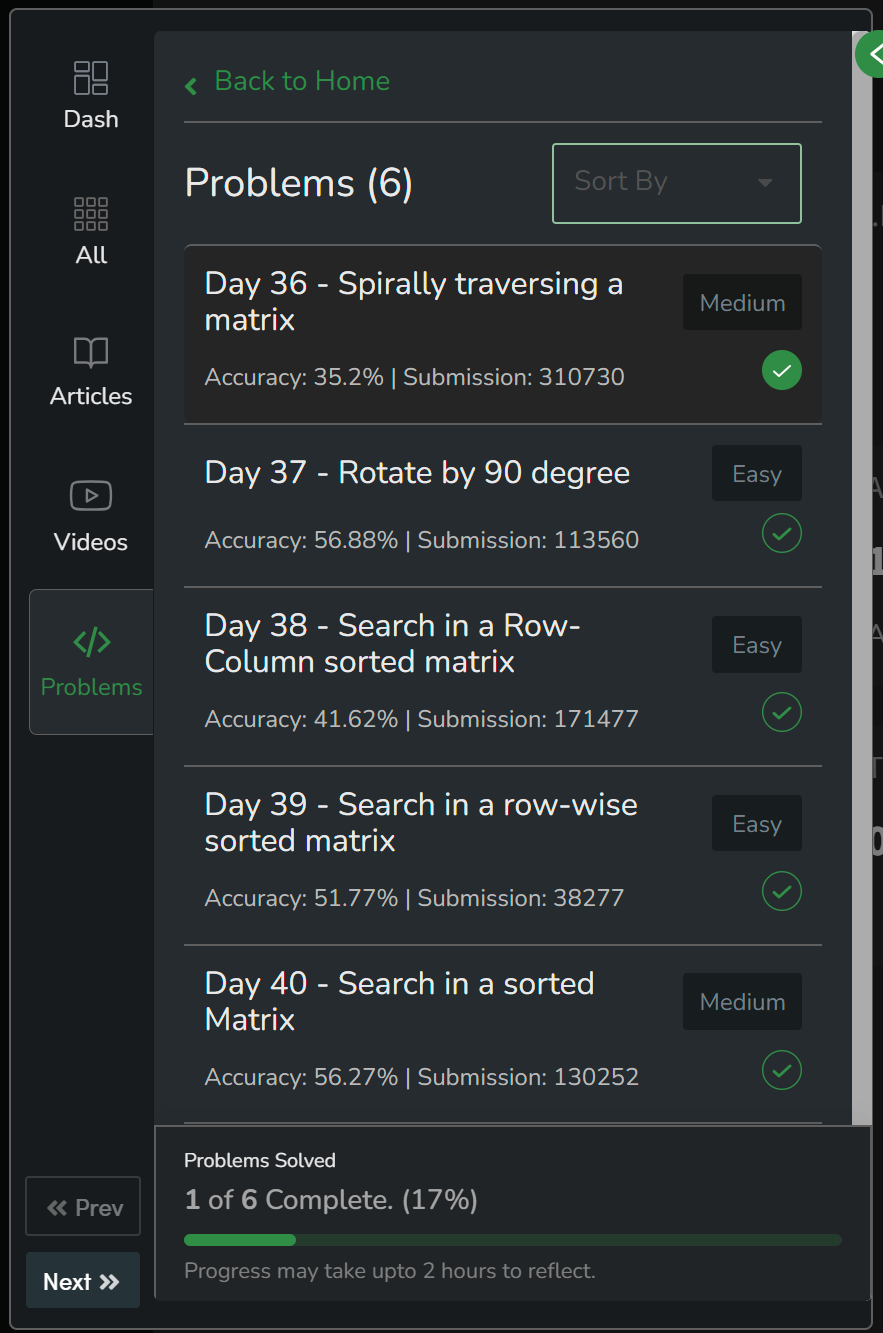 Dash
All
Articles
Videos
Problems
Prev
Next
Back to Home
Problems (6)
Sort By
Day 36 - Spirally traversing a
matrix
Medium
Accuracy: 35.2% | Submission: 310730
Day 37 - Rotate by 90 degree
Easy
Accuracy: 56.88% | Submission: 113560
Day 38 - Search in a Row-
Column sorted matrix
Easy
Accuracy: 41.62% | Submission: 171477
Day 39 - Search in a row-wise
sorted matrix
Easy
Accuracy: 51.77% | Submission: 38277
Day 40 - Search in a sorted
Matrix
Medium
Accuracy: 56.27% | Submission: 130252
Problems Solved
1 of 6 Complete. (17%)
Progress may take upto 2 hours to reflect.